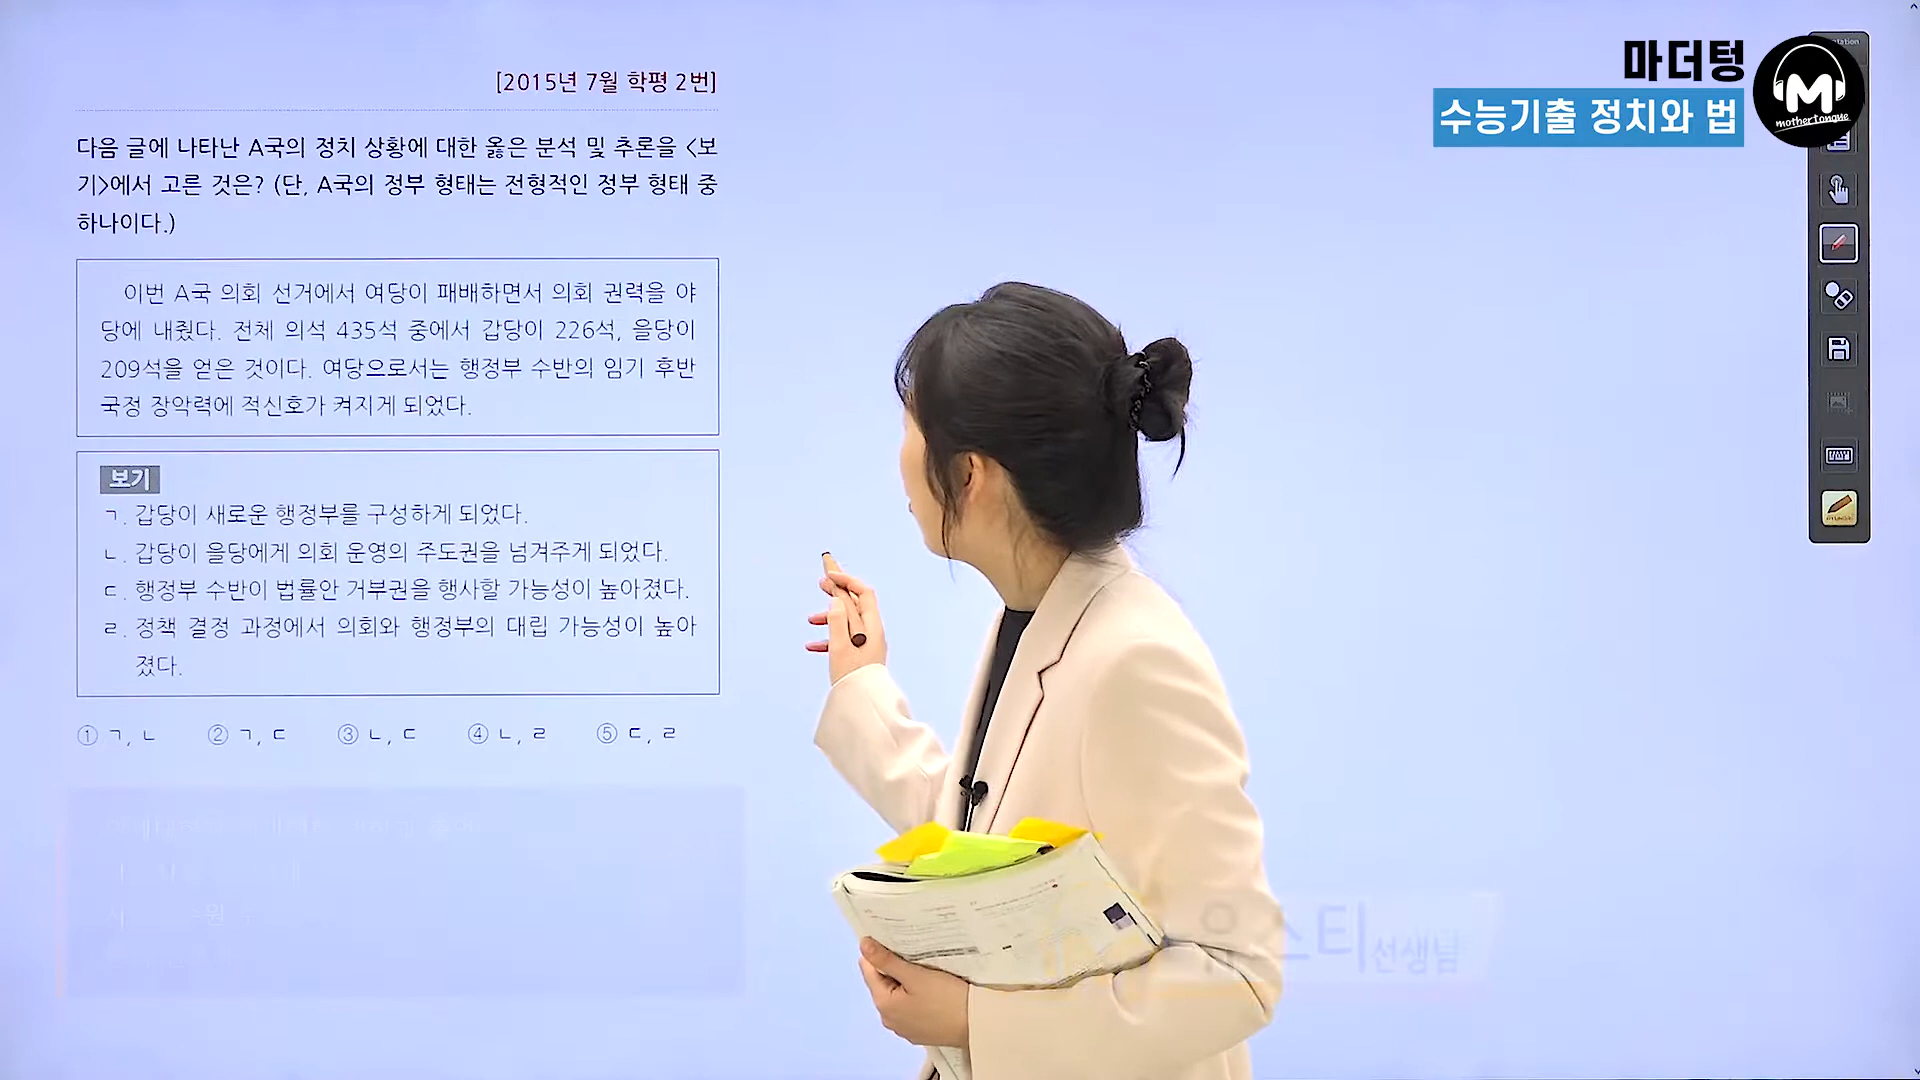 [2015년 7월 학평 2번]
다음 글에 나타난 A국의 정치 상황에 대한 옳은 분석 및 추론을 <보
기>에서 고른 것은? (단, A국의 정부 형태는 전형적인 정부 형태 중
하나이다.)
이번 A국 의회 선거에서 여당이 패배하면서 의회 권력을 야
당에 내줬다. 전체 의석 435석 중에서 갑당이 226석, 을당이
209석을 얻은 것이다. 여당으로서는 행정부 수반의 임기 후반
국정 장악력에 적신호가 켜지게 되었다.
보기
ㄱ. 갑당이 새로운 행정부를 구성하게 되었다.
ㄴ. 갑당이 을당에게 의회 운영의 주도권을 넘겨주게 되었다.
ㄷ. 행정부 수반이 법률안 거부권을 행사할 가능성이 높아졌다.
ㄹ. 정책 결정 과정에서 의회와 행정부의 대립 가능성이 높아
졌다.
① ㄱ, ㄴ ② ㄱ, ㄷ ③ ㄴ, ㄷ ④ ㄴ, ㄹ ⑤ ㄷ, ㄹ
마더텅
수능기출 정치와 법
M
mothertongue
선생님